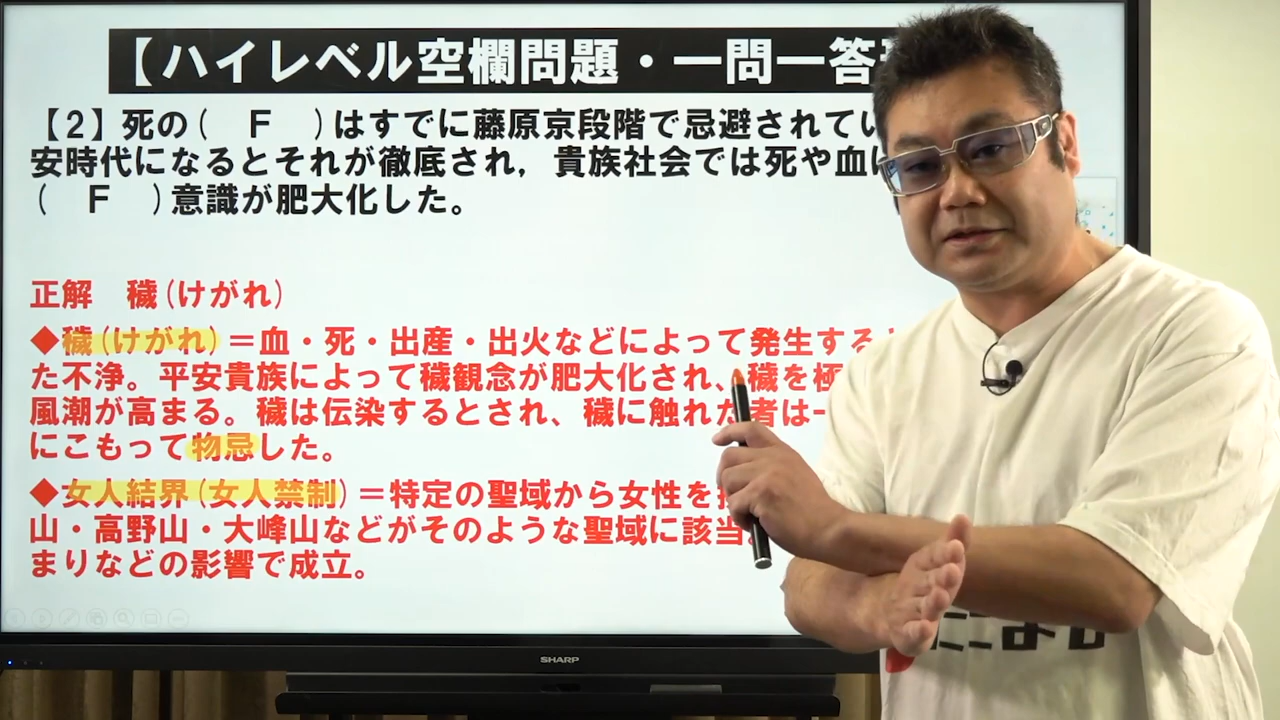 【ハイレベル空欄問題・一問一答
【2】死の(　F　)はすでに藤原京段階で忌避されてい
安時代になるとそれが徹底され，貴族社会では死や血に
(　F　)意識が肥大化した。
正解　穢(けがれ)
◆穢(けがれ)＝血・死・出産・出火などによって発生する
た不浄。平安貴族によって穢観念が肥大化され、穢を極
風潮が高まる。穢は伝染するとされ、穢に触れた者は
にこもって物忌した。
◆女人結界(女人禁制)＝特定の聖域から女性を
山・高野山・大峰山などがそのような聖域に該当。
まりなどの影響で成立。
SHARP